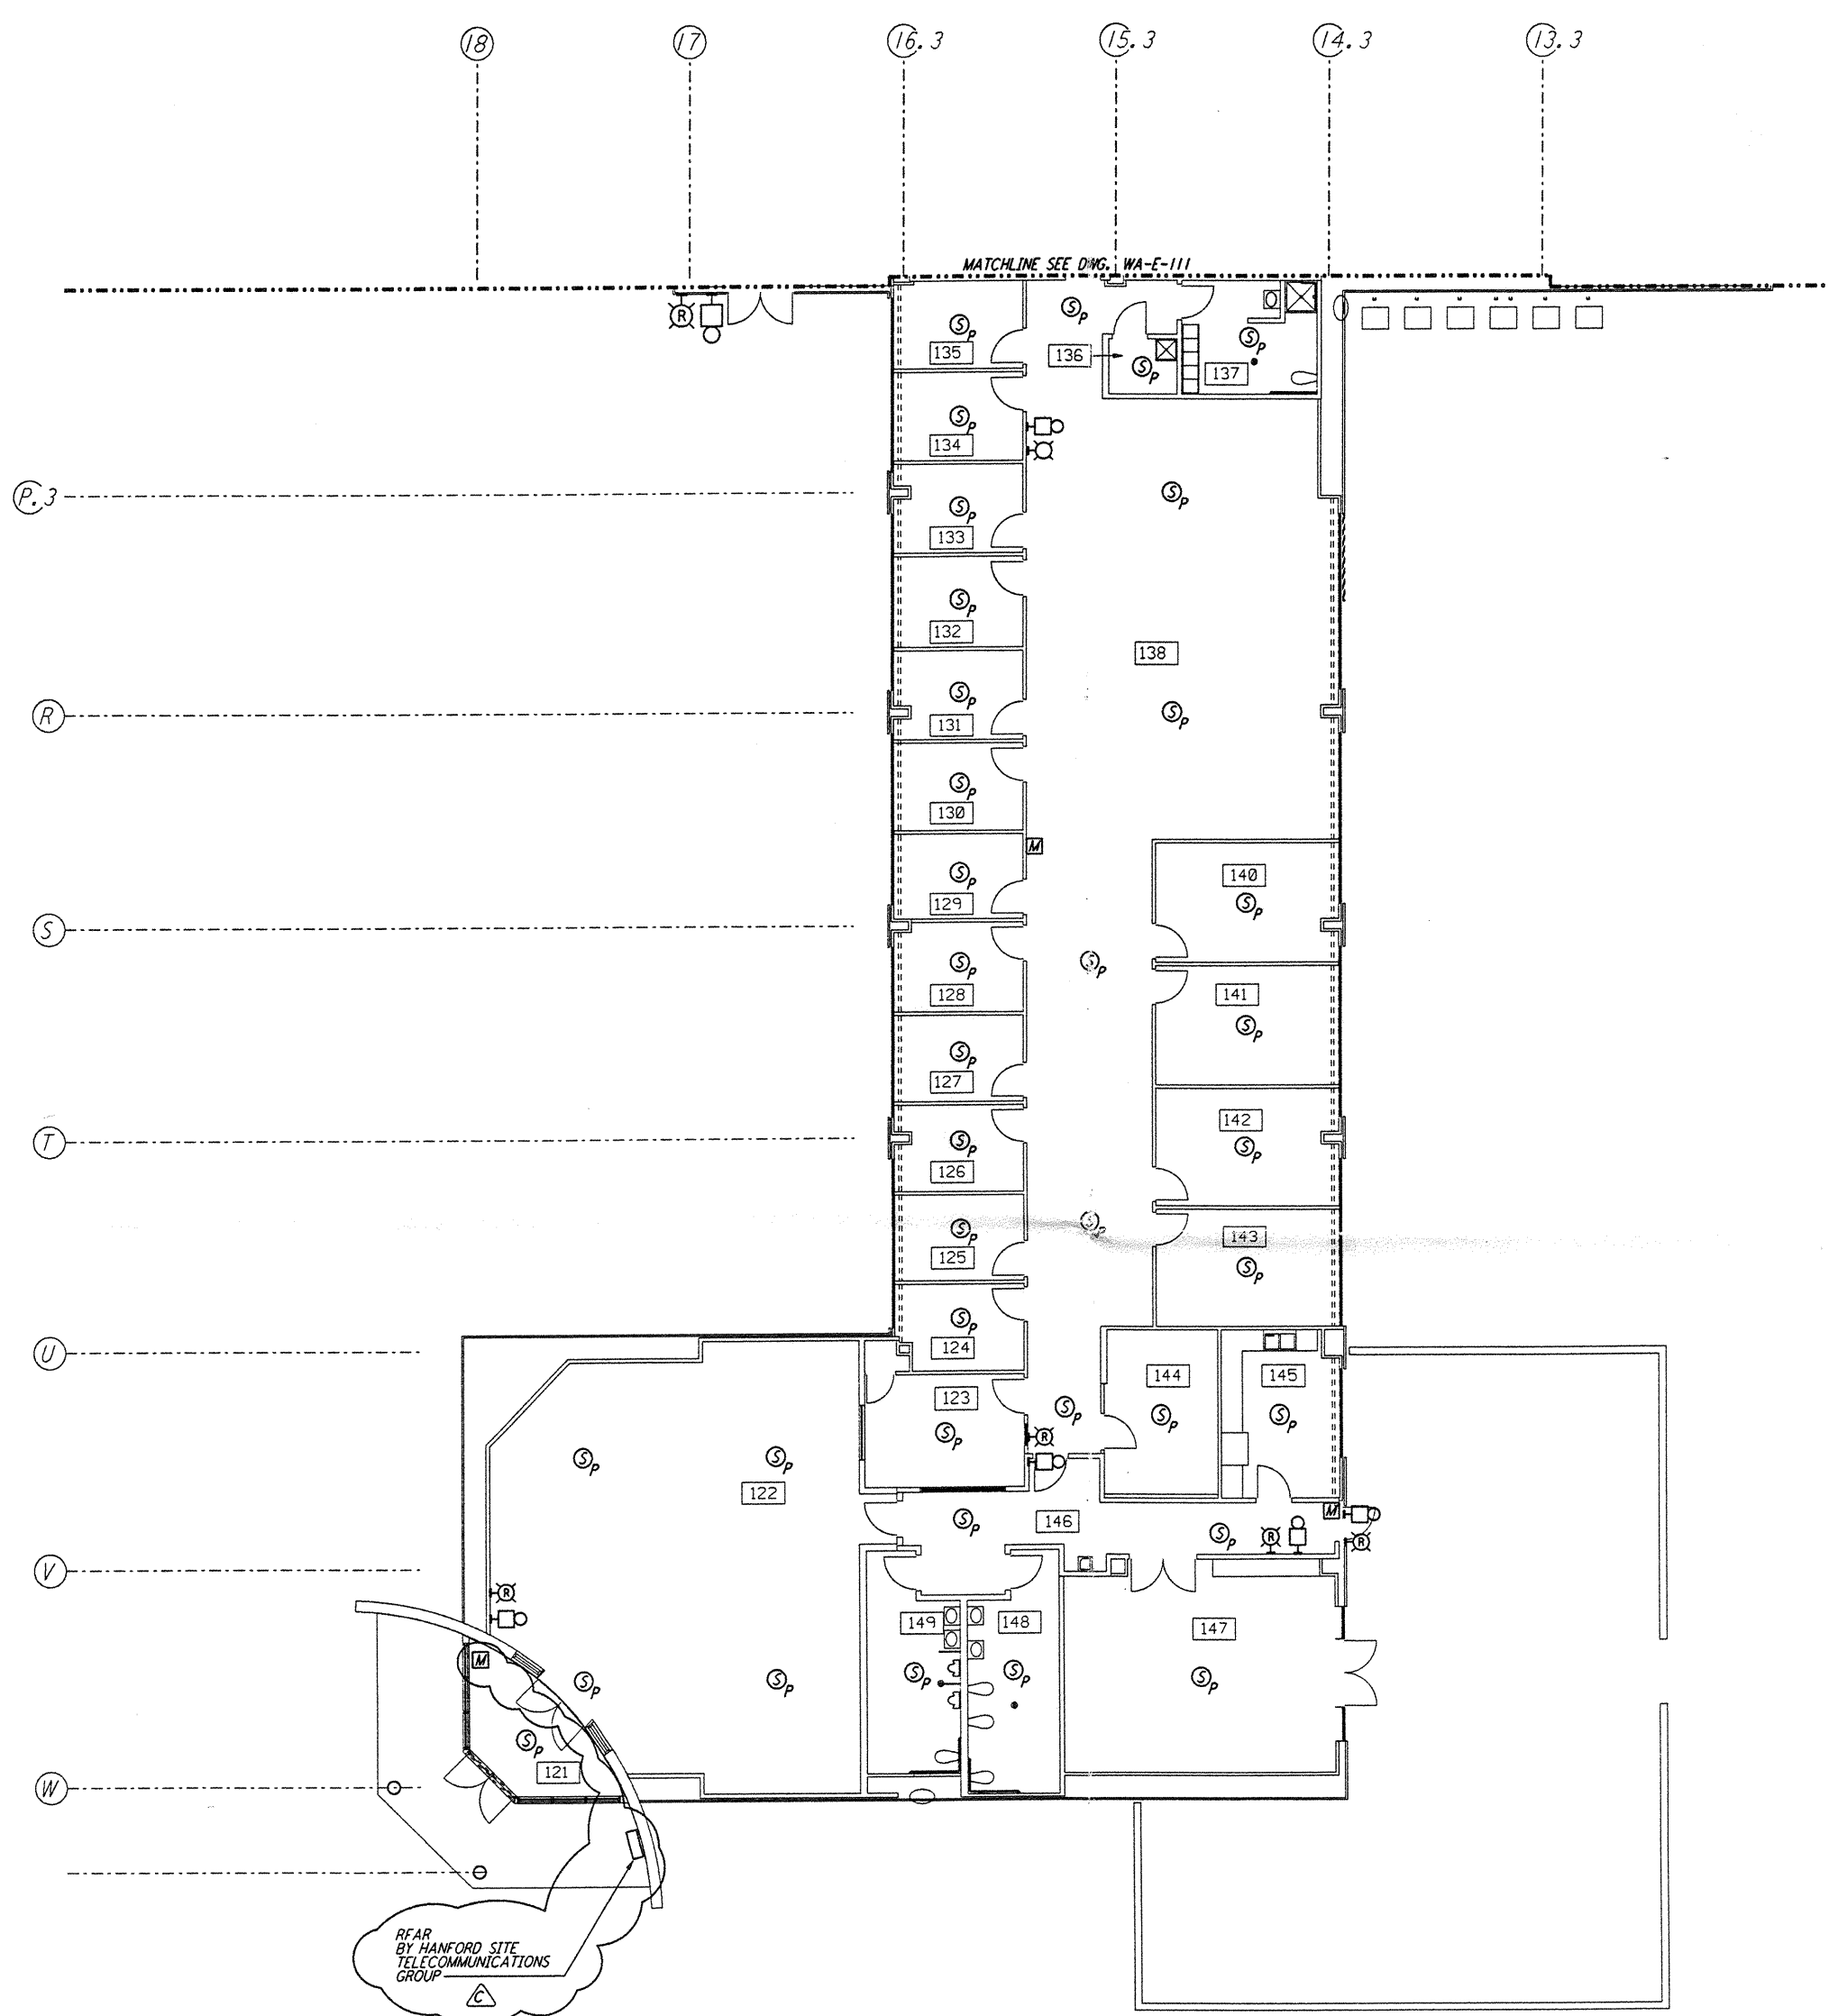 18 17 16.3 15.3 14.3 13.3
MATCHLINE SEE DWG. WA-E-111
R
S P S P
135 136 S P 137 S P
S P
134
P.3
S P S P
133
S P
132
138
R
S P S P
131
S P
130
M
S P 140
129 S P
S
S P S P
128 141
S P
S P
127
142
T
S P S P
126
S P S P
125 143
S P
S P
U
124
123 144 145
S P S P S P S P
R
S P S P
122
S P 146 M
S P R R
V
R
149 148 147
M
S P S P S P S P S P
S P
121
W
RFAR
BY HANFORD SITE
TELECOMMUNICATIONS
GROUP
C